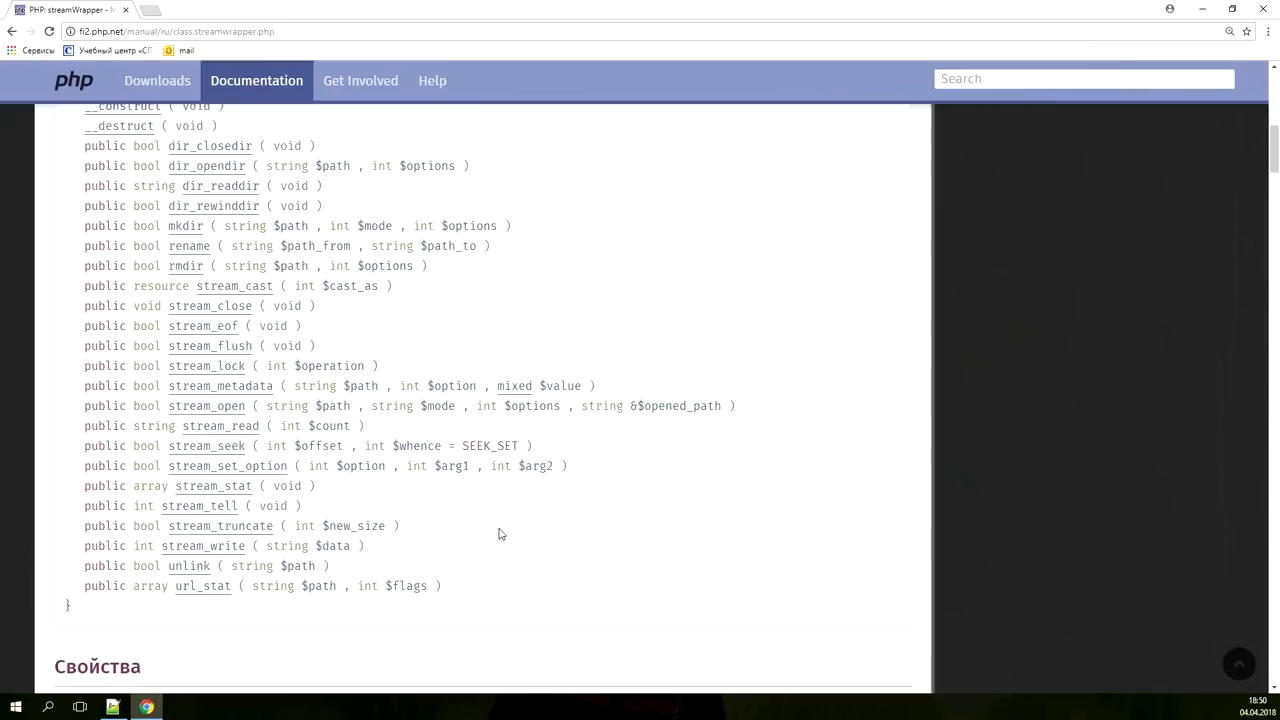 PHP: streamWrapper - M
fi2.php.net/manual/ru/class.streamwrapper.php
Сервисы Учебный центр «СП mail
php Downloads Documentation Get Involved Help Search
__construct ( void )
__destruct ( void )
public bool dir_closedir ( void )
public bool dir_opendir ( string $path , int $options )
public string dir_readdir ( void )
public bool dir_rewinddir ( void )
public bool mkdir ( string $path , int $mode , int $options )
public bool rename ( string $path_from , string $path_to )
public bool rmdir ( string $path , int $options )
public resource stream_cast ( int $cast_as )
public void stream_close ( void )
public bool stream_eof ( void )
public bool stream_flush ( void )
public bool stream_lock ( int $operation )
public bool stream_metadata ( string $path , int $option , mixed $value )
public bool stream_open ( string $path , string $mode , int $options , string &$opened_path )
public string stream_read ( int $count )
public bool stream_seek ( int $offset , int $whence = SEEK_SET )
public bool stream_set_option ( int $option , int $arg1 , int $arg2 )
public array stream_stat ( void )
public int stream_tell ( void )
public bool stream_truncate ( int $new_size )
public int stream_write ( string $data )
public bool unlink ( string $path )
public array url_stat ( string $path , int $flags )
}
Свойства
18:50
04.04.2018